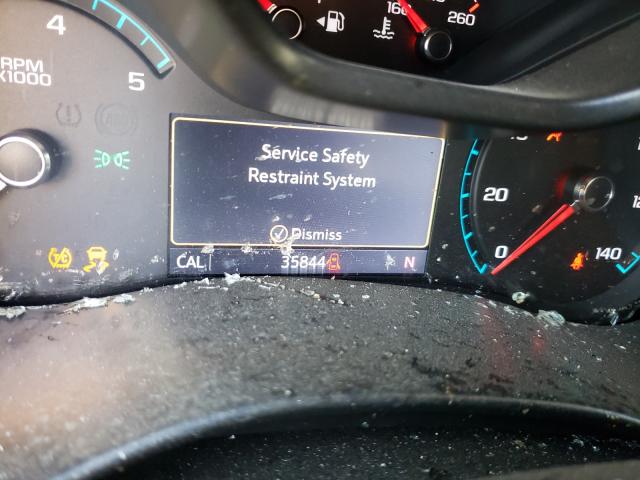 160
260
4
RPM
X1000
5
Service Safety
Restraint System
Dismiss
20
0
140
CAL
35844
N